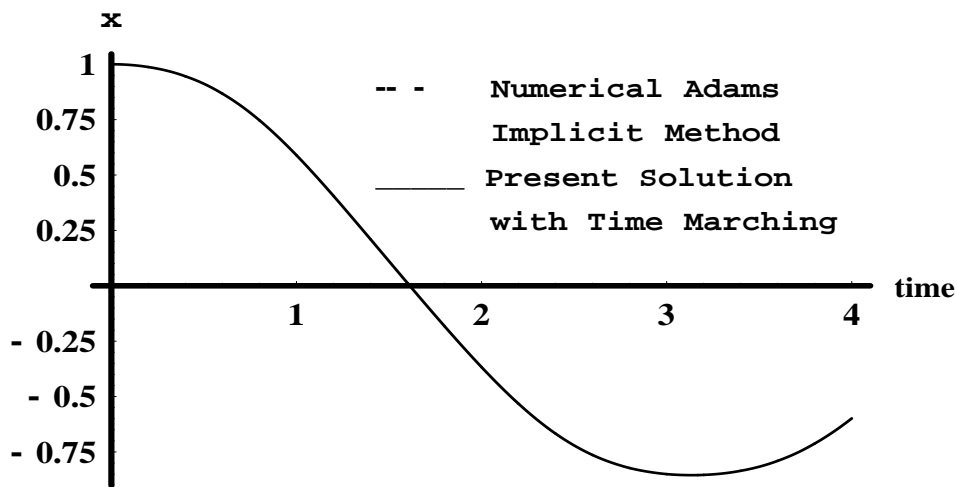 x
1
0.75
0.5
0.25
- 0.25
- 0.5
- 0.75
-- - Numerical Adams
Implicit Method
_____ Present Solution
with Time Marching
time
1 2 3 4